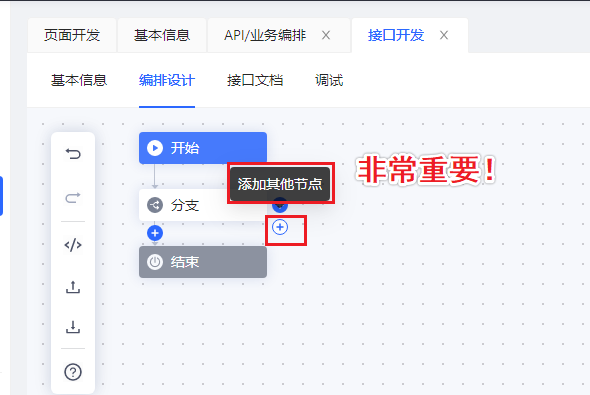 页面开发 基本信息 API/业务编排 接口开发
基本信息 编排设计 接口文档 调试
开始
非常重要！
添加其他节点
分支
结束